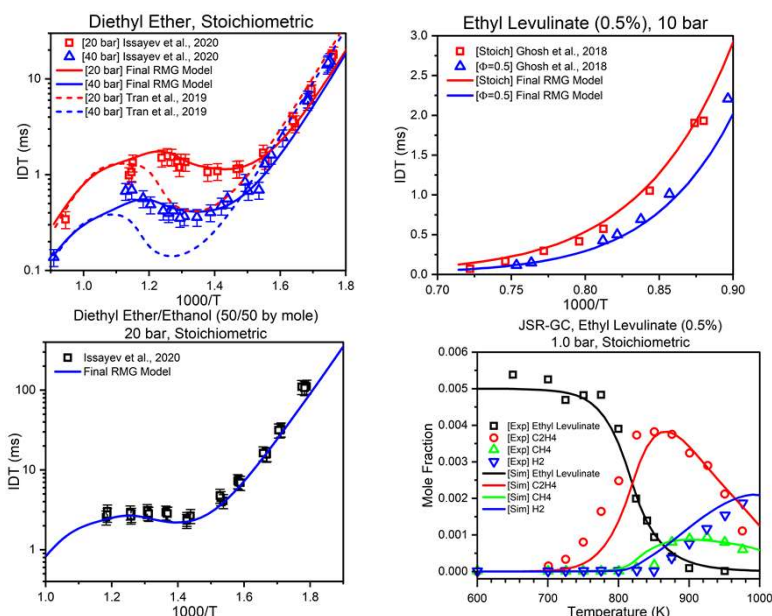 Diethyl Ether, Stoichiometric
[20 bar] Issayev et al., 2020
[40 bar] Issayev et al., 2020
[20 bar] Final RMG Model
[40 bar] Final RMG Model
[20 bar] Tran et al., 2019
[40 bar] Tran et al., 2019
IDT (ms)
10
1
0.1
1.0 1.2 1.4 1.6 1.8
1000/T
Ethyl Levulinate (0.5%), 10 bar
[Stoich] Ghosh et al., 2018
[Φ=0.5] Ghosh et al., 2018
[Stoich] Final RMG Model
[Φ=0.5] Final RMG Model
IDT (ms)
3.0
2.5
2.0
1.5
1.0
0.5
0.0
0.70 0.75 0.80 0.85 0.90
1000/T
Diethyl Ether/Ethanol (50/50 by mole)
20 bar, Stoichiometric
Issayev et al., 2020
Final RMG Model
IDT (ms)
100
10
1
1.0 1.2 1.4 1.6 1.8
1000/T
JSR-GC, Ethyl Levulinate (0.5%)
1.0 bar, Stoichiometric
[Exp] Ethyl Levulinate
[Exp] C2H4
[Exp] CH4
[Exp] H2
[Sim] Ethyl Levulinate
[Sim] C2H4
[Sim] CH4
[Sim] H2
Mole Fraction
0.006
0.005
0.004
0.003
0.002
0.001
0.000
600 700 800 900 1000
Temperature (K)